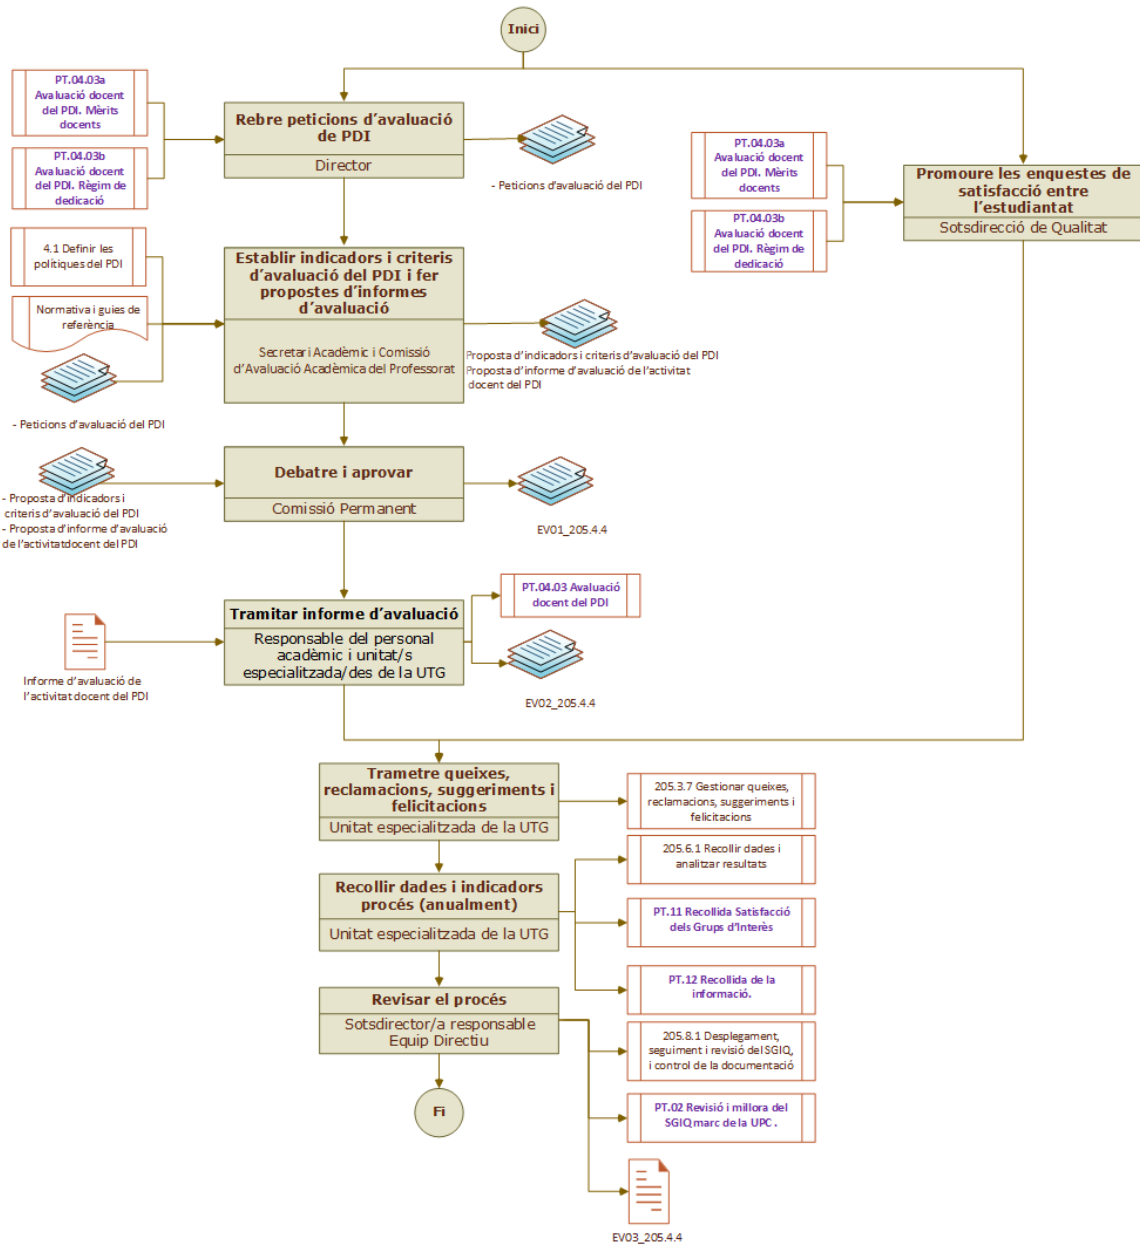 Inici
PT.04.03a
Avaluació docent
del PDI. Mèrits
docents
PT.04.03b
Avaluació docent
del PDI. Règim de
dedicació
Rebre peticions d'avaluació
de PDI
Director
- Peticions d'avaluació del PDI
PT.04.03a
Avaluació docent
del PDI. Mèrits
docents
PT.04.03b
Avaluació docent
del PDI. Règim de
dedicació
Promoure les enquestes de
satisfacció entre
l'estudiantat
Sotsdirecció de Qualitat
4.1 Definir les
polítiques del PDI
Normativa i guies de
referència
- Peticions d'avaluació del PDI
Establir indicadors i criteris
d'avaluació del PDI i fer
propostes d'informes
d'avaluació
Secretari Acadèmic i Comissió
d'Avaluació Acadèmica del Professorat
Proposta d'indicadors i criteris d'avaluació del PDI
Proposta d'informe d'avaluació de l'activitat
docent del PDI
- Proposta d'indicadors i
criteris d'avaluació del PDI
- Proposta d'informe d'avaluació
de l'activitatdocent del PDI
Debatre i aprovar
Comissió Permanent
EV01_205.4.4
Informe d'avaluació de
l'activitat docent del PDI
Tramitar informe d'avaluació
Responsable del personal
acadèmic i unitat/s
especialitzada/des de la UTG
PT.04.03 Avaluació
docent del PDI
EV02_205.4.4
Trametre queixes,
reclamacions, suggeriments i
felicitacions
Unitat especialitzada de la UTG
205.3.7 Gestionar queixes,
reclamacions, suggeriments i
felicitacions
Recollir dades i indicadors
procés (anualment)
Unitat especialitzada de la UTG
205.6.1 Recollir dades i
analitzar resultats
PT.11 Recollida Satisfacció
dels Grups d'Interès
PT.12 Recollida de la
informació.
Revisar el procés
Sotsdirector/a responsable
Equip Directiu
205.8.1 Desplegament,
seguiment i revisió del SGIQ,
i control de la documentació
PT.02 Revisió i millora del
SGIQ marc de la UPC .
EV03_205.4.4
Fi